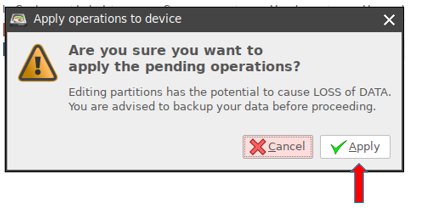 Apply operations to device
Are you sure you want to
apply the pending operations?
Editing partitions has the potential to cause LOSS of DATA.
You are advised to backup your data before proceeding.
Cancel
Apply